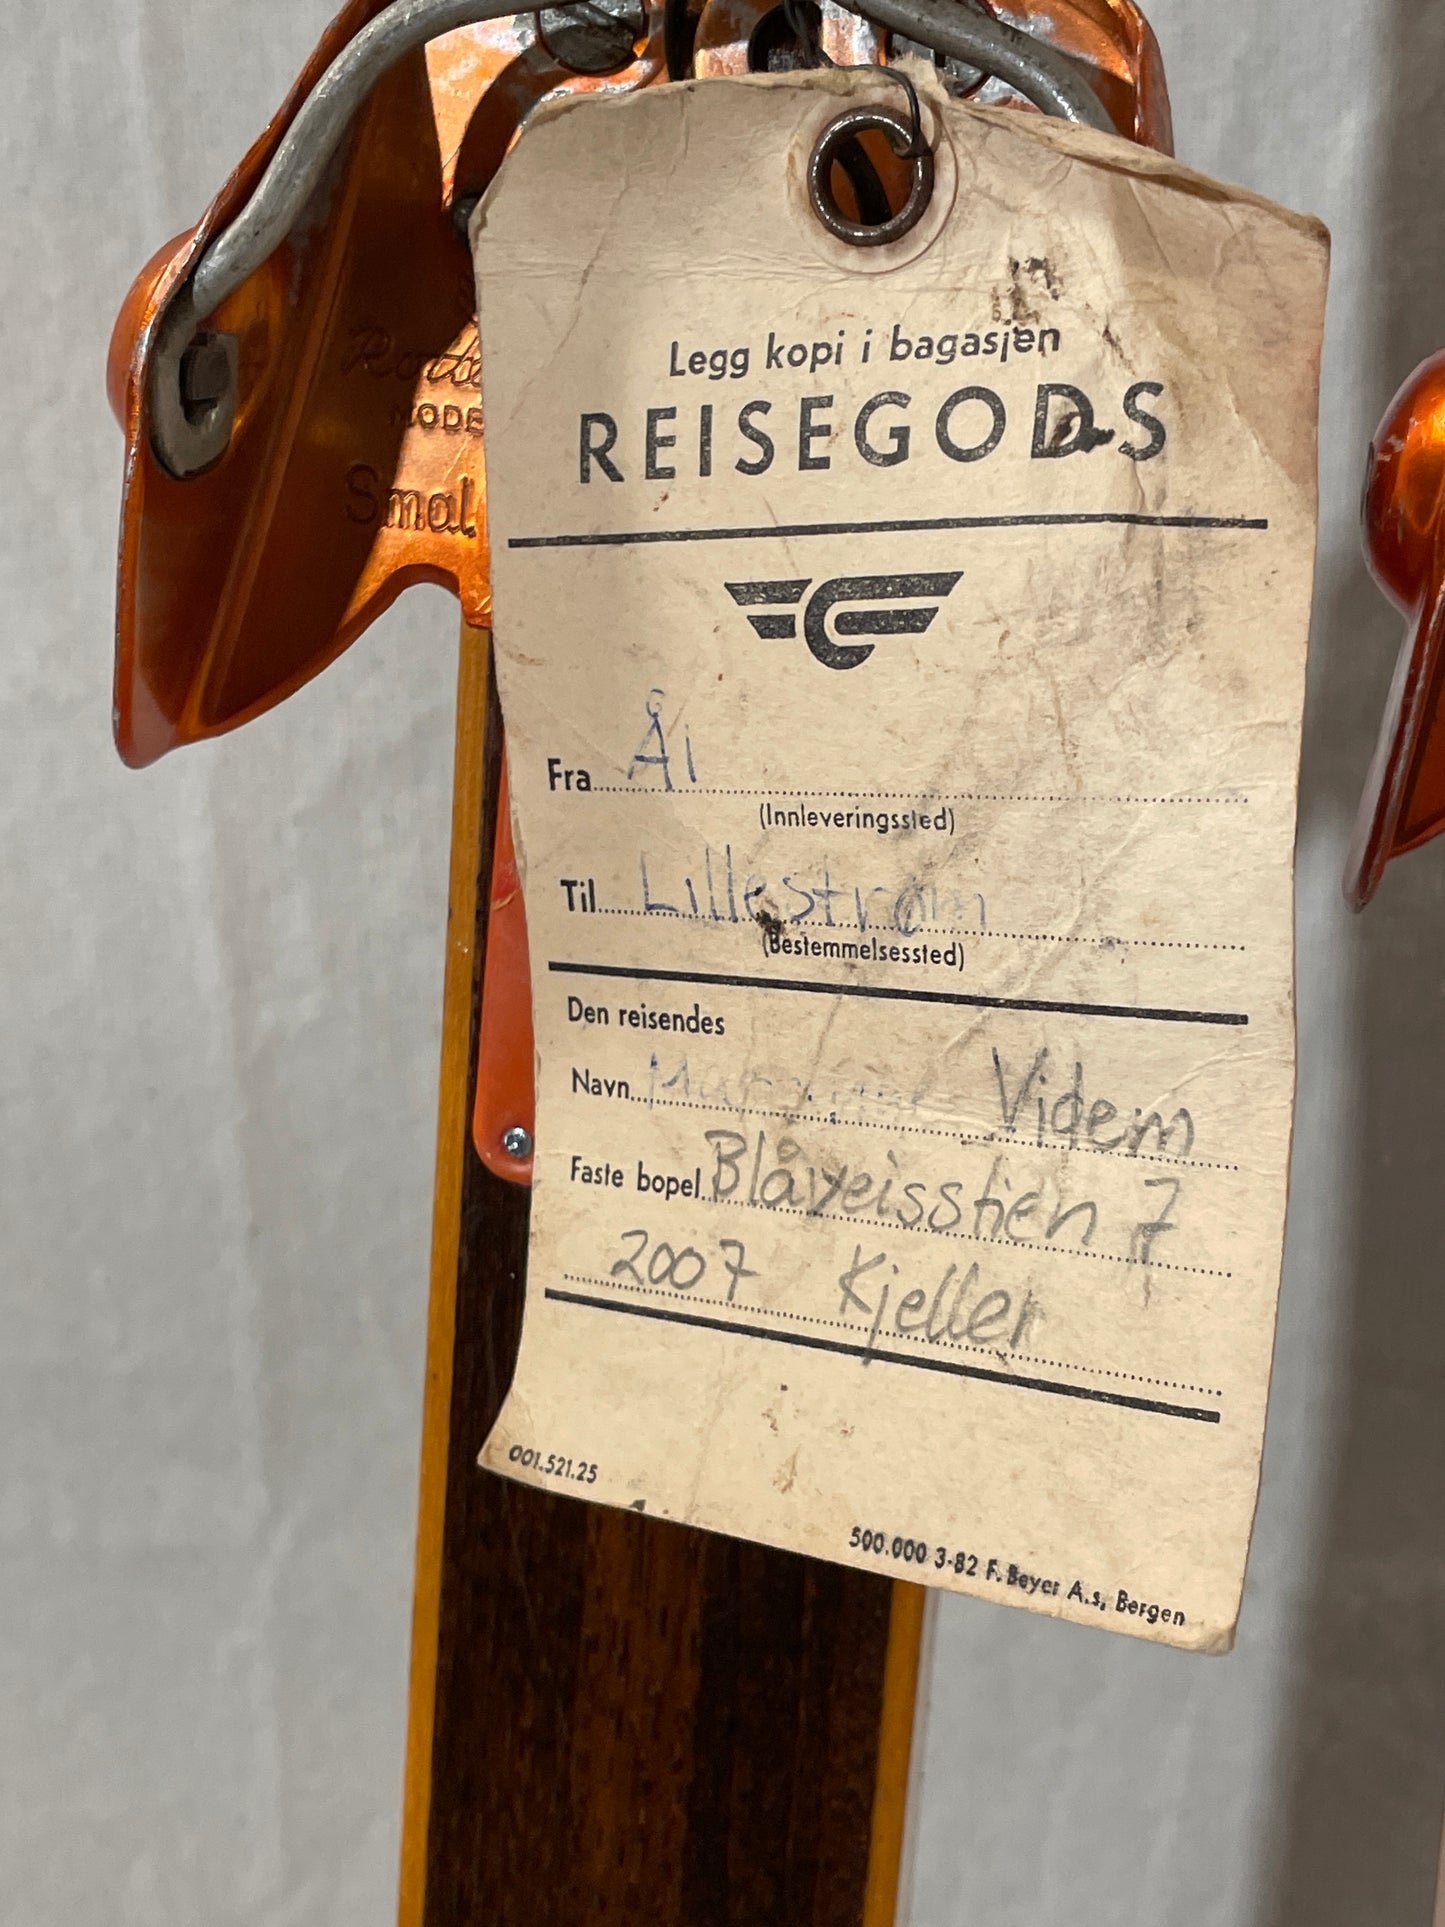 MODE
Smal
Legg kopi i bagasjen
REISEGODS
Fra Ål
(Innleveringssted)
Til Lillestrøm
(Bestemmelsessted)
Den reisendes
Navn Videm
Faste bopel Blåveisstien 7
2007 Kjeller
001.521.25
500.000 3-82 F. Beyer A.s, Bergen